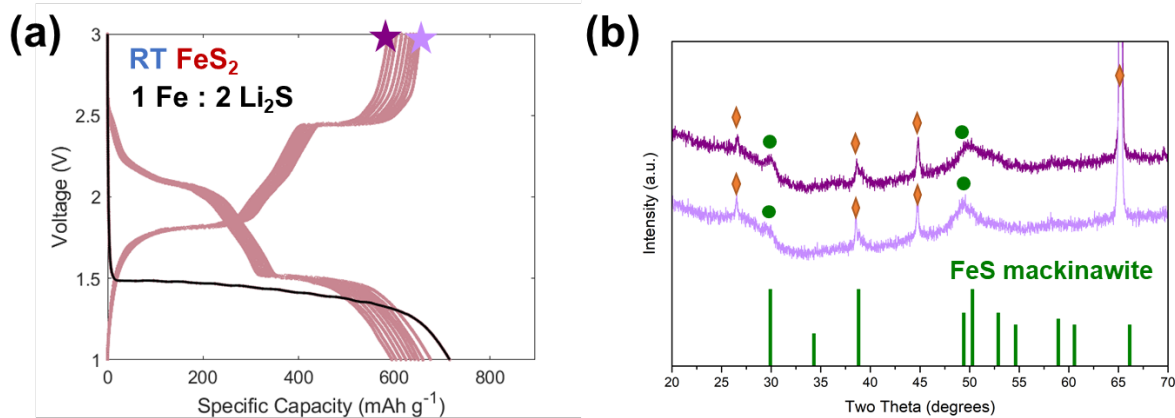 (a)
RT FeS₂
1 Fe : 2 Li₂S
3
2.5
2
1.5
1
Voltage (V)
0
200
400
600
800
Specific Capacity (mAh g⁻¹)
(b)
Intensity (a.u.)
FeS mackinawite
20
25
30
35
40
45
50
55
60
65
70
Two Theta (degrees)